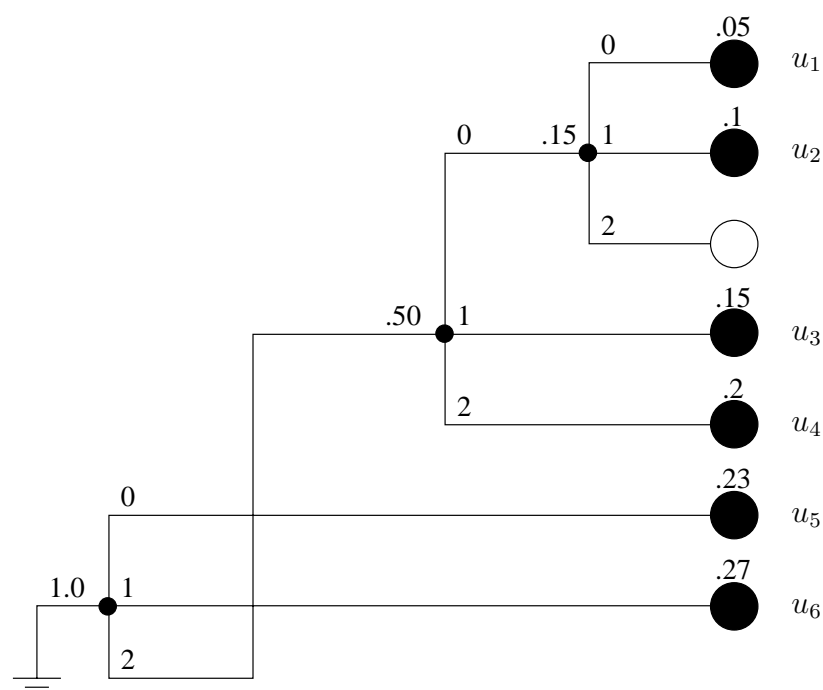 .05
0 u₁
.1
0 .15 1 u₂
2
.15
.50 1 u₃
.2
2 u₄
.23
0 u₅
.27
1.0 1 u₆
2